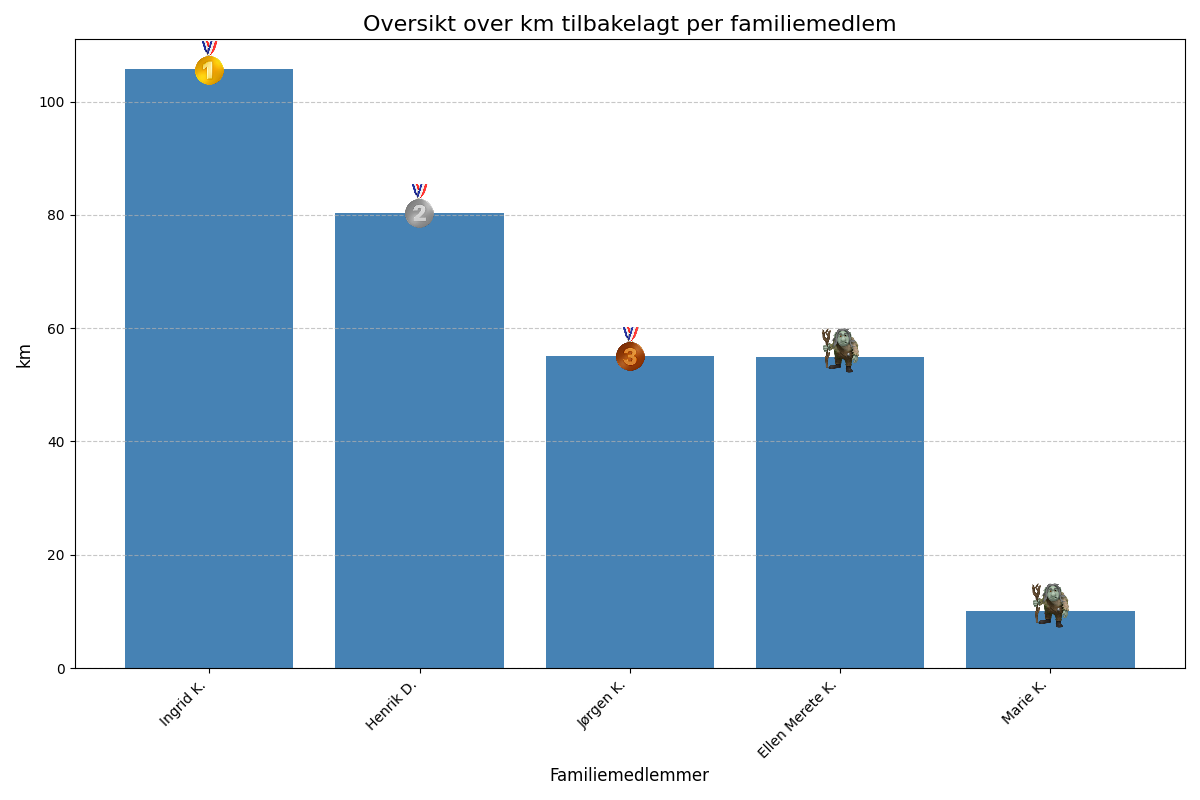 Oversikt over km tilbakelagt per familiemedlem
km
100
80
60
40
20
0
1
2
3
Ingrid K.
Henrik D.
Jørgen K.
Ellen Merete K.
Marie K.
Familiemedlemmer